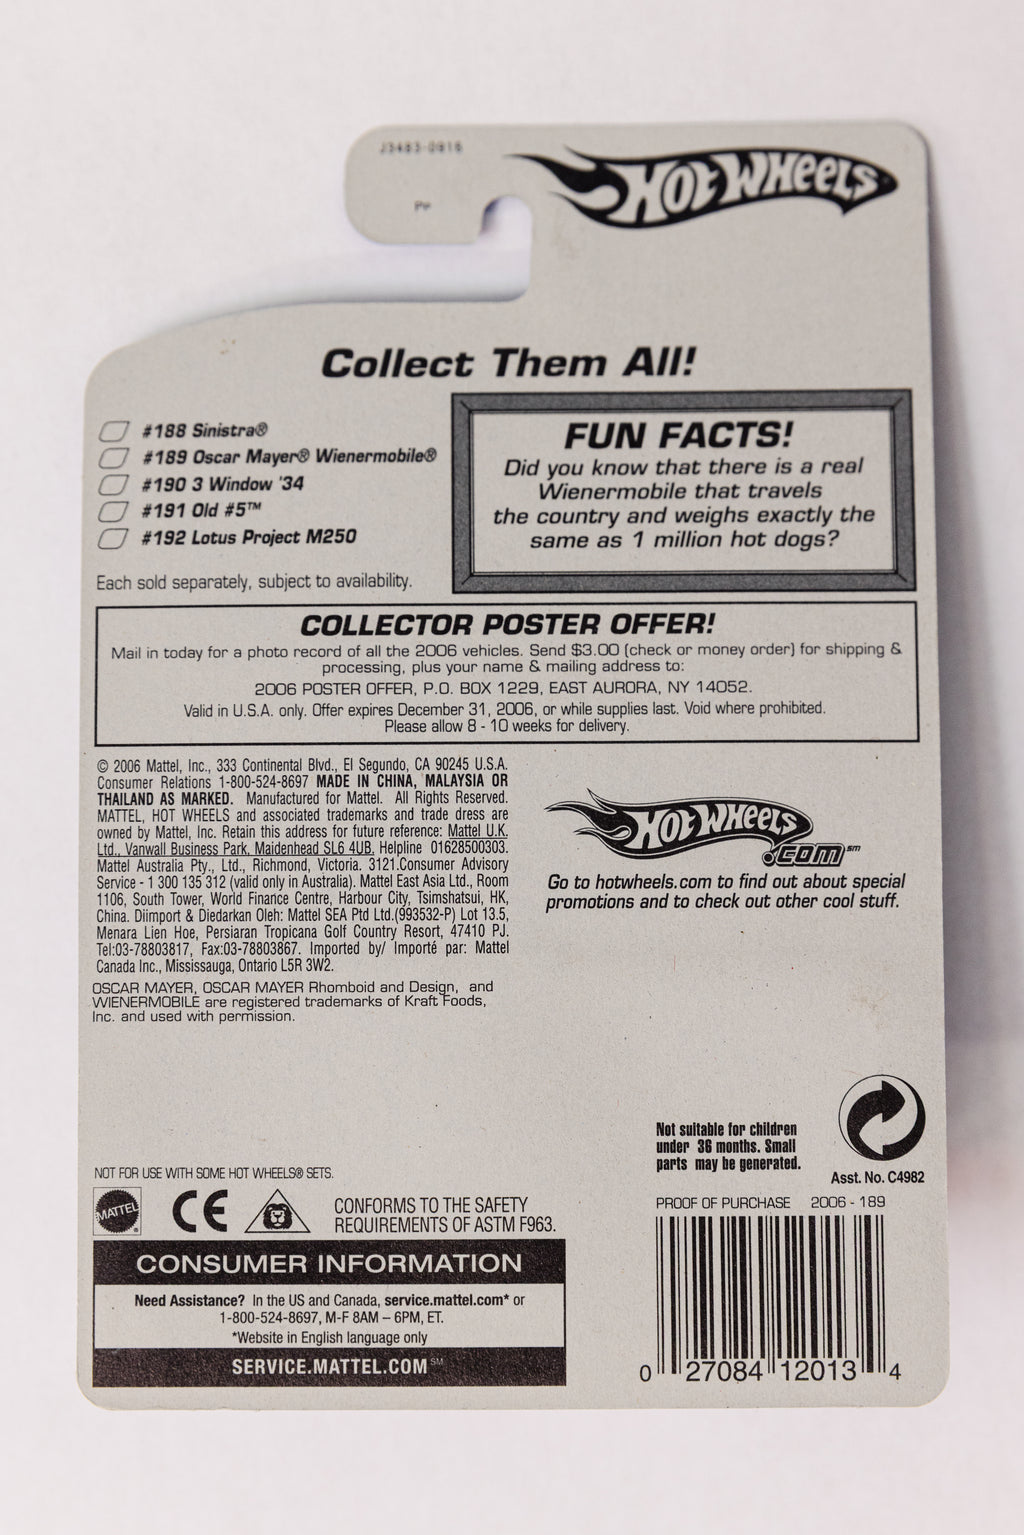 J3483-0918
HOT WHEELS
Collect Them All!
#188 Sinistra®
#189 Oscar Mayer® Wienermobile®
#190 3 Window '34
#191 Old #5™
#192 Lotus Project M250
Each sold separately, subject to availability.
FUN FACTS!
Did you know that there is a real
Wienermobile that travels
the country and weighs exactly the
same as 1 million hot dogs?
COLLECTOR POSTER OFFER!
Mail in today for a photo record of all the 2006 vehicles. Send $3.00 (check or money order) for shipping &
processing, plus your name & mailing address to:
2006 POSTER OFFER, P.O. BOX 1229, EAST AURORA, NY 14052.
Valid in U.S.A. only. Offer expires December 31, 2006, or while supplies last. Void where prohibited.
Please allow 8 - 10 weeks for delivery.
© 2006 Mattel, Inc., 333 Continental Blvd., El Segundo, CA 90245 U.S.A.
Consumer Relations 1-800-524-8697 MADE IN CHINA, MALAYSIA OR
THAILAND AS MARKED. Manufactured for Mattel. All Rights Reserved.
MATTEL, HOT WHEELS and associated trademarks and trade dress are
owned by Mattel, Inc. Retain this address for future reference: Mattel U.K.
Ltd., Vanwall Business Park, Maidenhead SL6 4UB. Helpline 01628500303.
Mattel Australia Pty., Ltd., Richmond, Victoria. 3121.Consumer Advisory
Service - 1 300 135 312 (valid only in Australia). Mattel East Asia Ltd., Room
1106, South Tower, World Finance Centre, Harbour City, Tsimshatsui, HK,
China. Diimport & Diedarkan Oleh: Mattel SEA Ptd Ltd.(993532-P) Lot 13.5,
Menara Lien Hoe, Persiaran Tropicana Golf Country Resort, 47410 PJ.
Tel:03-78803817, Fax:03-78803867. Imported by/ Importé par: Mattel
Canada Inc., Mississauga, Ontario L5R 3W2.
OSCAR MAYER, OSCAR MAYER Rhomboid and Design, and
WIENERMOBILE are registered trademarks of Kraft Foods,
Inc. and used with permission.
HOT WHEELS
.COM℠
Go to hotwheels.com to find out about special
promotions and to check out other cool stuff.
Not suitable for children
under 36 months. Small
parts may be generated.
Asst. No. C4982
NOT FOR USE WITH SOME HOT WHEELS® SETS.
MATTEL ®
CE
CONFORMS TO THE SAFETY
REQUIREMENTS OF ASTM F963.
CONSUMER INFORMATION
Need Assistance? In the US and Canada, service.mattel.com* or
1-800-524-8697, M-F 8AM – 6PM, ET.
*Website in English language only
SERVICE.MATTEL.COM℠
PROOF OF PURCHASE 2006 - 189
0 27084 12013 4